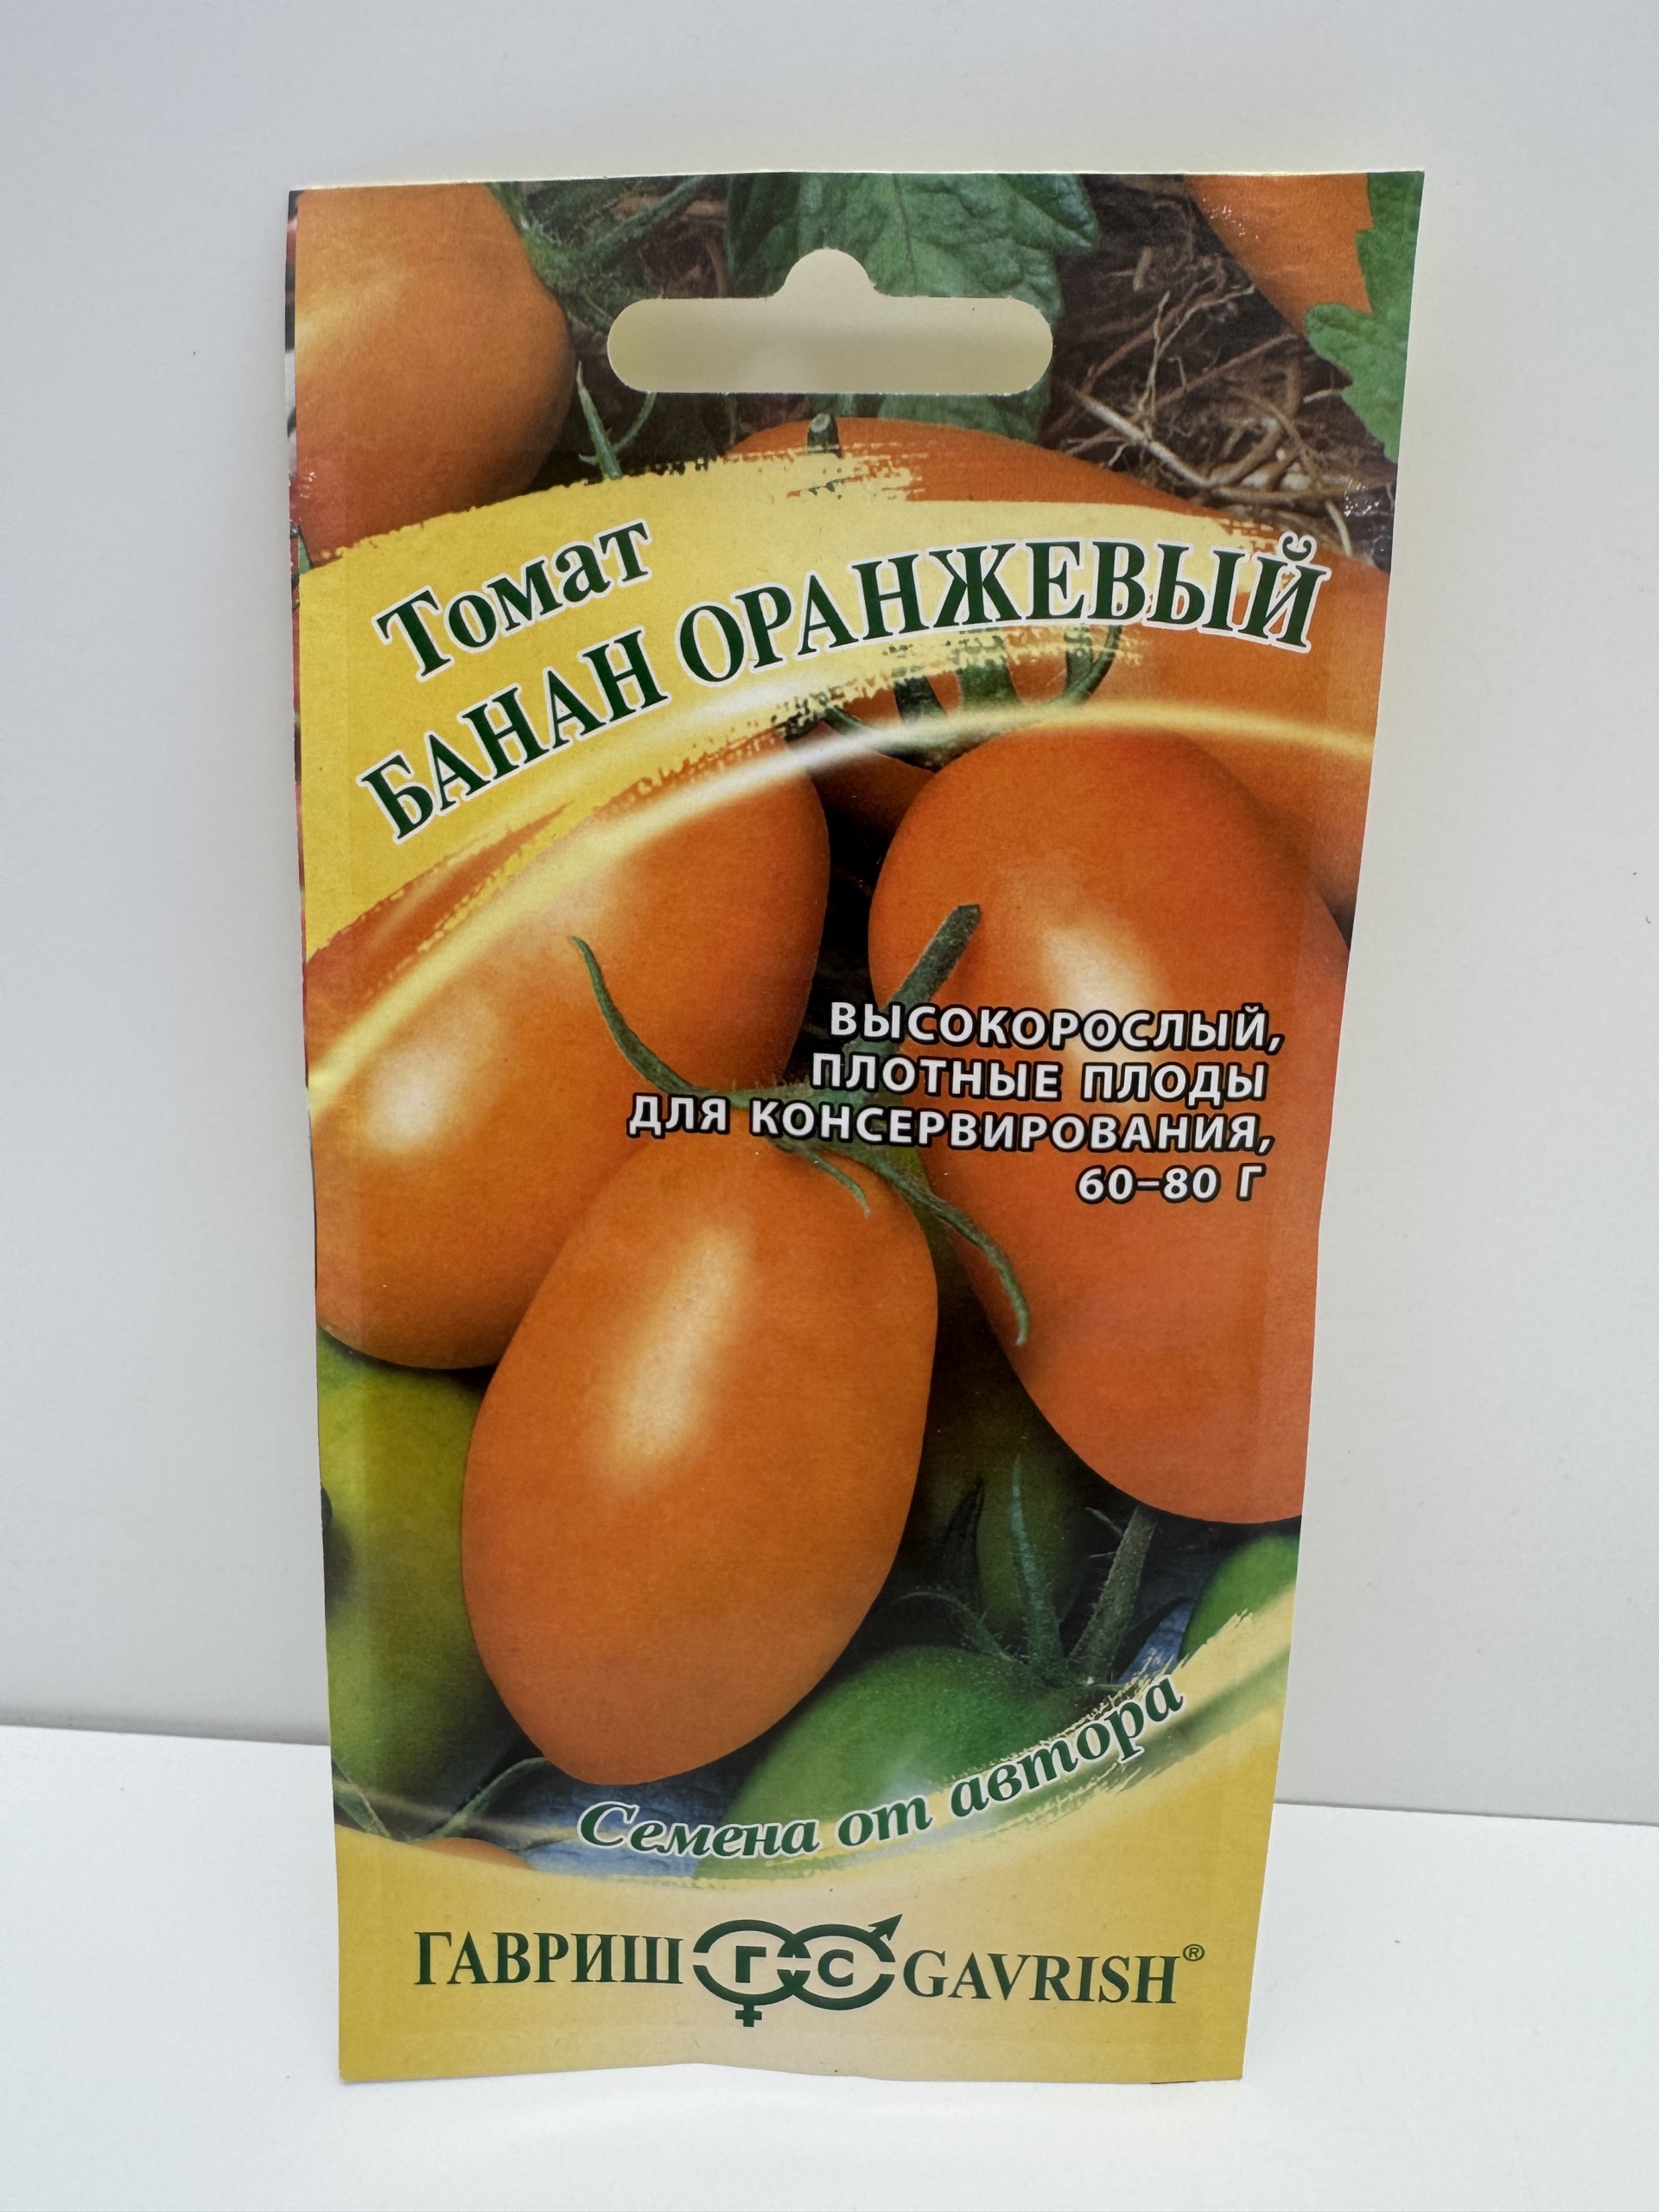 Томат
БАНАН ОРАНЖЕВЫЙ
ВЫСОКОРОСЛЫЙ,
ПЛОТНЫЕ ПЛОДЫ
ДЛЯ КОНСЕРВИРОВАНИЯ,
60-80 Г
Семена от автора
ГАВРИШ ГС GAVRISH®